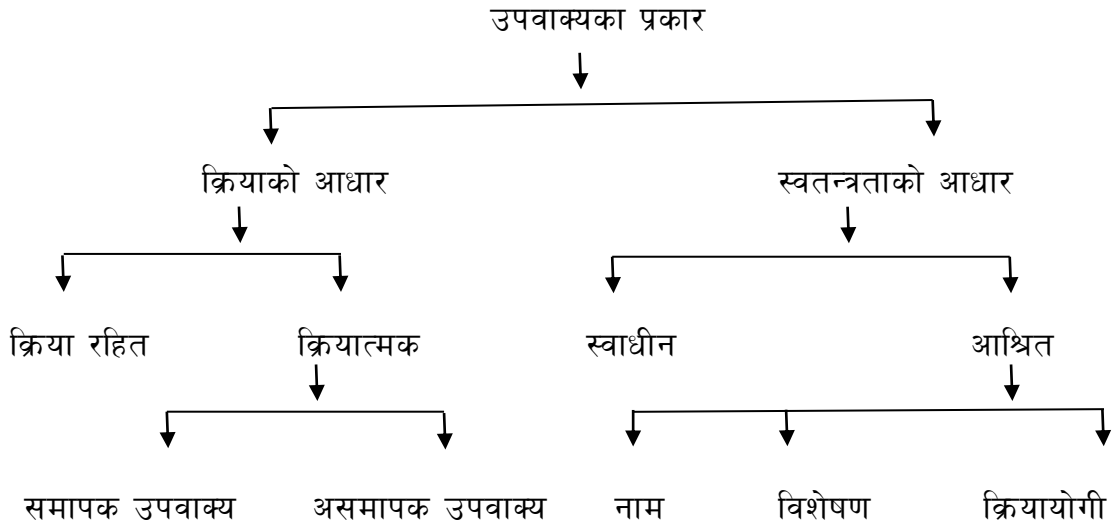 उपवाक्यका प्रकार
क्रियाको आधार स्वतन्त्रताको आधार
क्रिया रहित क्रियात्मक स्वाधीन आश्रित
समापक उपवाक्य असमापक उपवाक्य नाम विशेषण क्रियायोगी